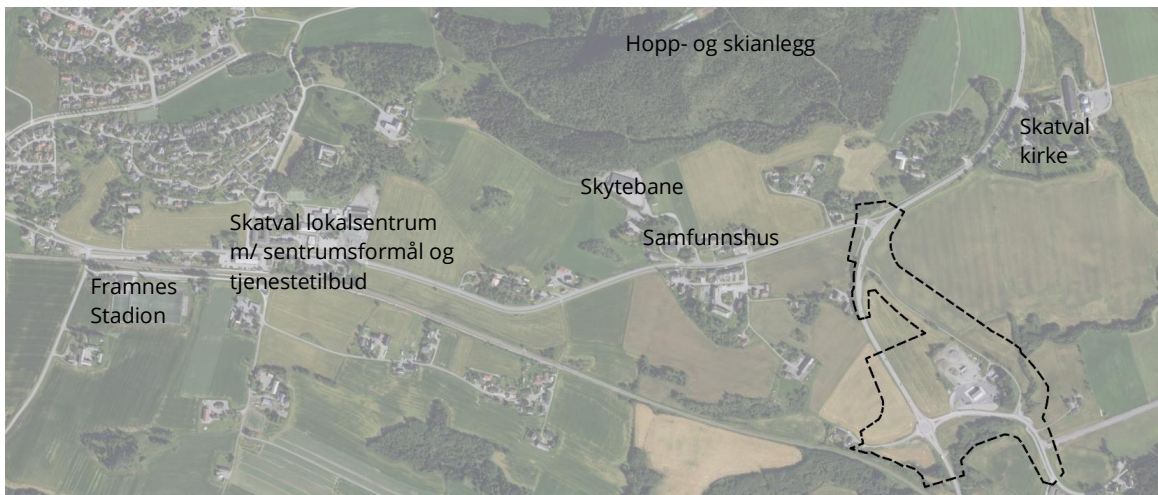 Hopp- og skianlegg
Skatval
kirke
Skytebane
Skatval lokalsentrum
m/ sentrumsformål og
tjenestetilbud
Samfunnshus
Framnes
Stadion